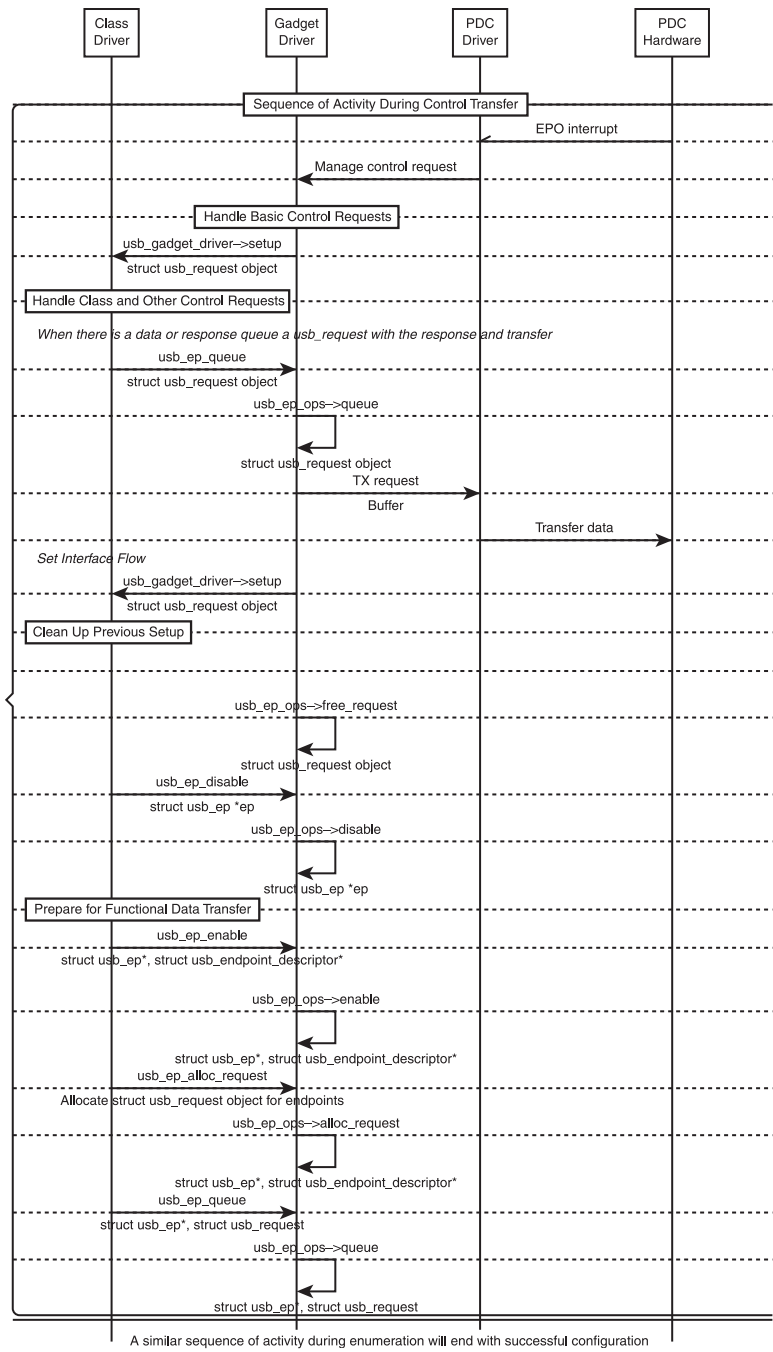 Class
Driver
Gadget
Driver
PDC
Driver
PDC
Hardware
Sequence of Activity During Control Transfer
EPO interrupt
Manage control request
Handle Basic Control Requests
usb_gadget_driver–>setup
struct usb_request object
Handle Class and Other Control Requests
When there is a data or response queue a usb_request with the response and transfer
usb_ep_queue
struct usb_request object
usb_ep_ops–>queue
struct usb_request object
TX request
Buffer
Transfer data
Set Interface Flow
usb_gadget_driver–>setup
struct usb_request object
Clean Up Previous Setup
usb_ep_ops–>free_request
struct usb_request object
usb_ep_disable
struct usb_ep *ep
usb_ep_ops–>disable
struct usb_ep *ep
Prepare for Functional Data Transfer
usb_ep_enable
struct usb_ep*, struct usb_endpoint_descriptor*
usb_ep_ops–>enable
struct usb_ep*, struct usb_endpoint_descriptor*
usb_ep_alloc_request
Allocate struct usb_request object for endpoints
usb_ep_ops–>alloc_request
struct usb_ep*, struct usb_endpoint_descriptor*
usb_ep_queue
struct usb_ep*, struct usb_request
usb_ep_ops–>queue
struct usb_ep*, struct usb_request
A similar sequence of activity during enumeration will end with successful configuration